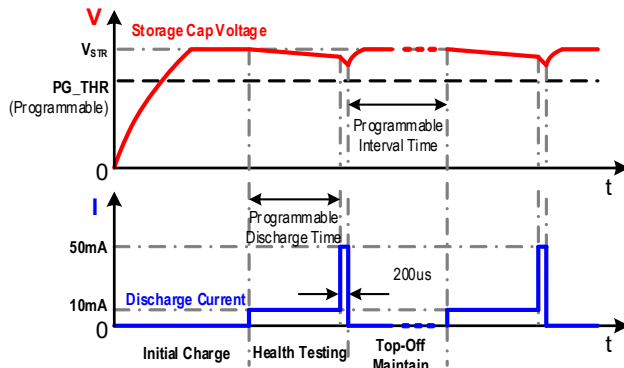 V
Storage Cap Voltage
VSTR
PG_THR
(Programmable)
Programmable
Interval Time
0
t
I
Programmable
Discharge Time
50mA
200us
10mA
Discharge Current
0
t
Initial Charge
Health Testing
Top-Off
Maintain